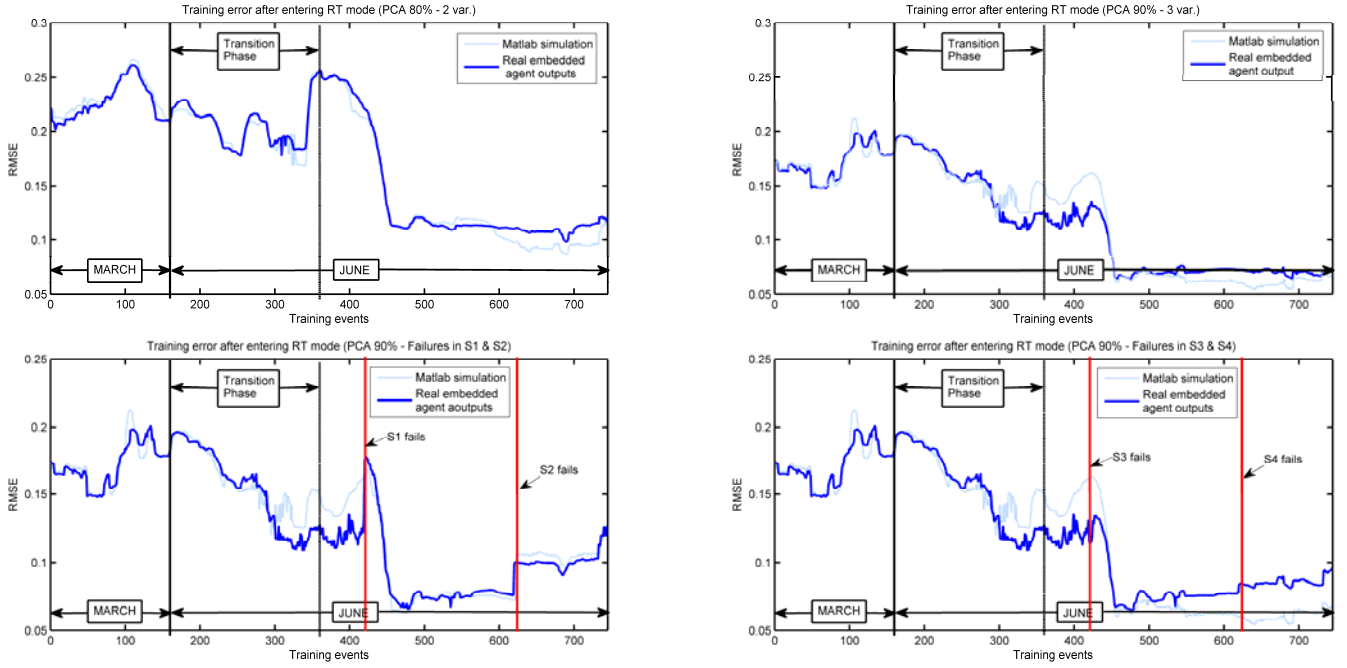 Training error after entering RT mode (PCA 80% - 2 var.)
0.3
0.25
0.2
0.15
0.1
0.05
RMSE
Transition
Phase
Matlab simulation
Real embedded
agent outputs
MARCH
JUNE
0 100 200 300 400 500 600 700
Training events
Training error after entering RT mode (PCA 90% - 3 var.)
0.3
0.25
0.2
0.15
0.1
0.05
RMSE
Transition
Phase
Matlab simulation
Real embedded
agent output
MARCH
JUNE
0 100 200 300 400 500 600 700
Training events
Training error after entering RT mode (PCA 90% - Failures in S1 & S2)
0.25
0.2
0.15
0.1
0.05
RMSE
Transition
Phase
Matlab simulation
Real embedded
agent aoutputs
S1 fails
S2 fails
MARCH
JUNE
0 100 200 300 400 500 600 700
Training events
Training error after entering RT mode (PCA 90% - Failures in S3 & S4)
0.25
0.2
0.15
0.1
0.05
RMSE
Transition
Phase
Matlab simulation
Real embedded
agent outputs
S3 fails
S4 fails
MARCH
JUNE
0 100 200 300 400 500 600 700
Training events